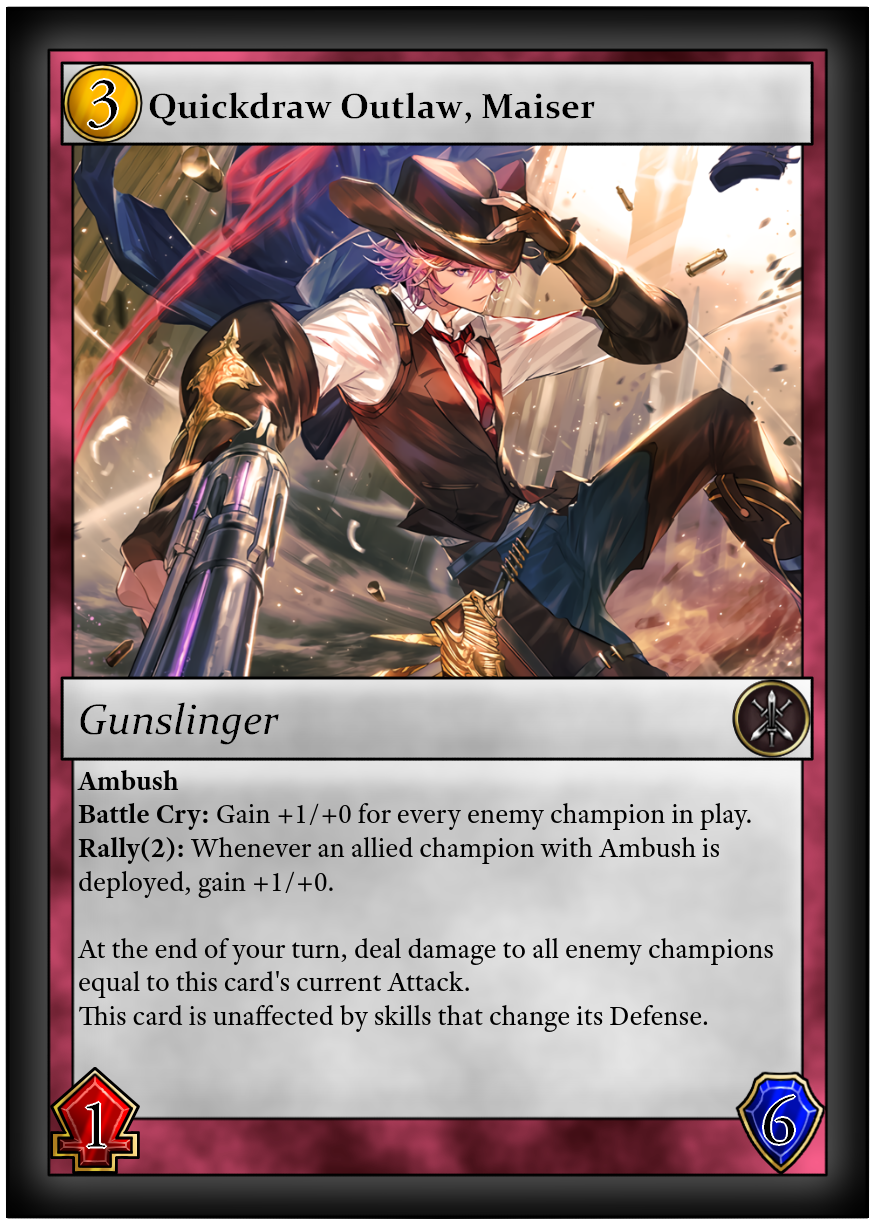 3
Quickdraw Outlaw, Maiser
Gunslinger
Ambush
Battle Cry: Gain +1/+0 for every enemy champion in play.
Rally(2): Whenever an allied champion with Ambush is
deployed, gain +1/+0.
At the end of your turn, deal damage to all enemy champions
equal to this card's current Attack.
This card is unaffected by skills that change its Defense.
1
6